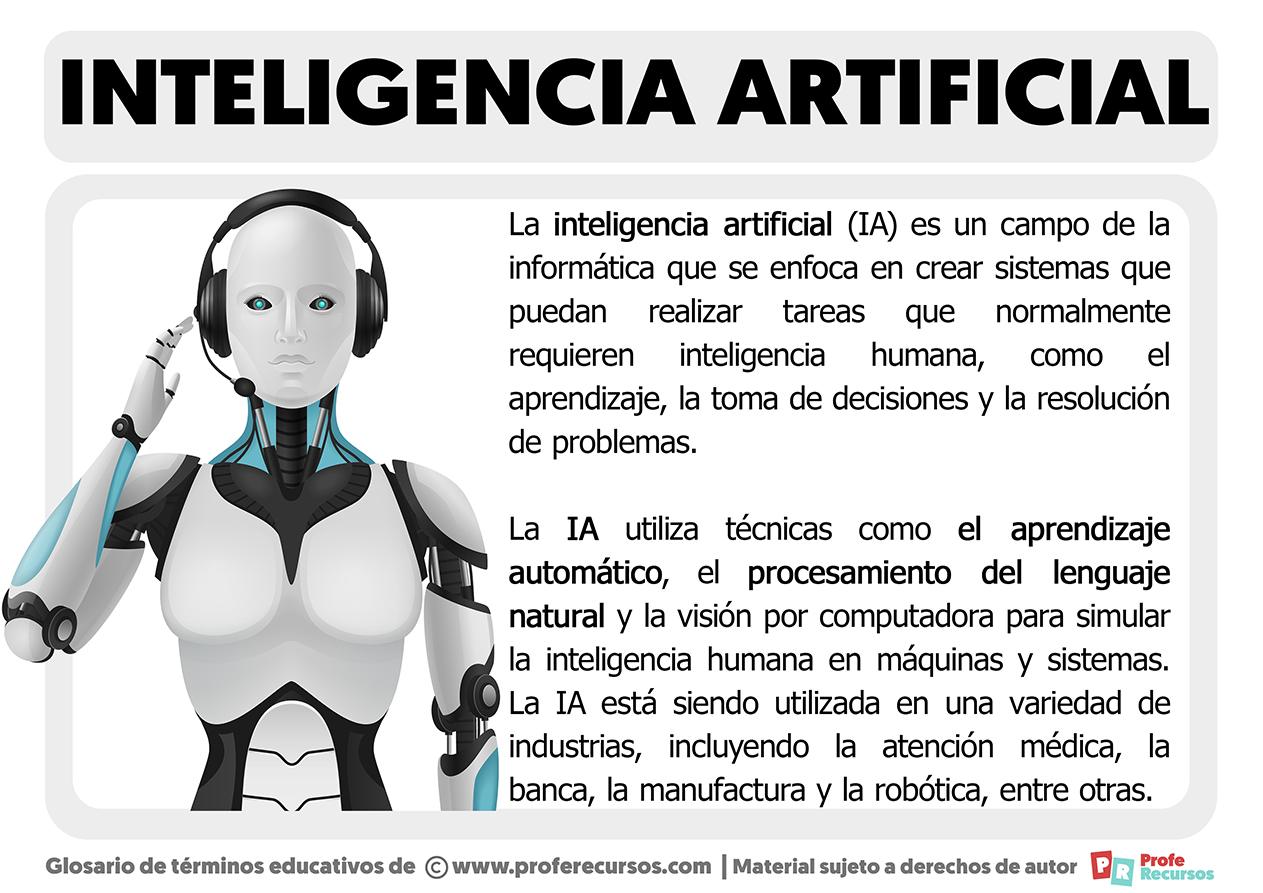 INTELIGENCIA ARTIFICIAL
La inteligencia artificial (IA) es un campo de la
informática que se enfoca en crear sistemas que
puedan realizar tareas que normalmente
requieren inteligencia humana, como el
aprendizaje, la toma de decisiones y la resolución
de problemas.
La IA utiliza técnicas como el aprendizaje
automático, el procesamiento del lenguaje
natural y la visión por computadora para simular
la inteligencia humana en máquinas y sistemas.
La IA está siendo utilizada en una variedad de
industrias, incluyendo la atención médica, la
banca, la manufactura y la robótica, entre otras.
Glosario de términos educativos de © www.proferecursos.com | Material sujeto a derechos de autor
PR
Profe
Recursos